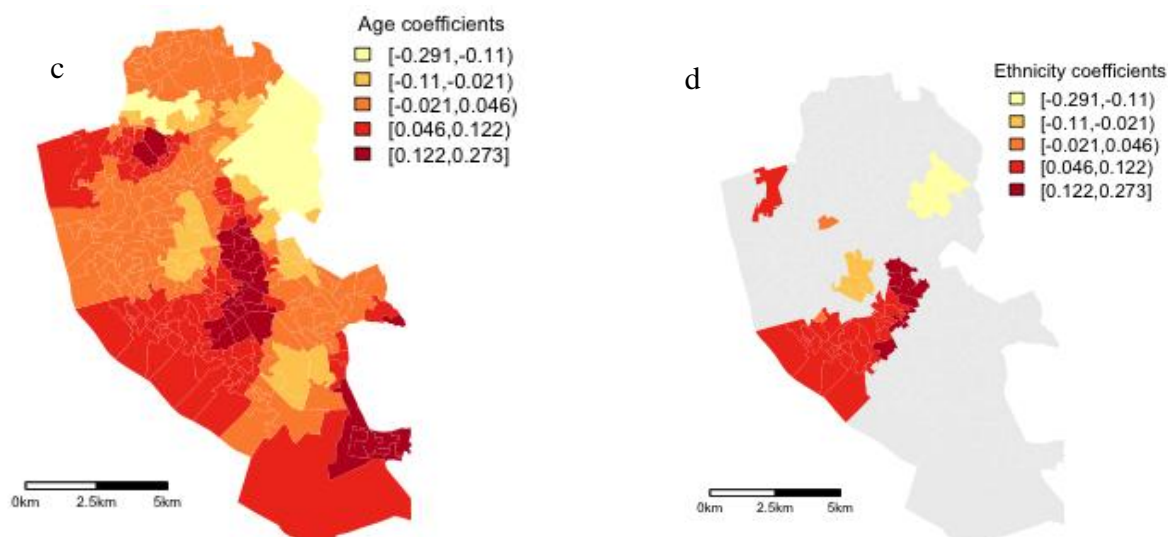 c
Age coefficients
[-0.291,-0.11)
[-0.11,-0.021)
[-0.021,0.046)
[0.046,0.122)
[0.122,0.273]
0km 2.5km 5km
d
Ethnicity coefficients
[-0.291,-0.11)
[-0.11,-0.021)
[-0.021,0.046)
[0.046,0.122)
[0.122,0.273]
0km 2.5km 5km